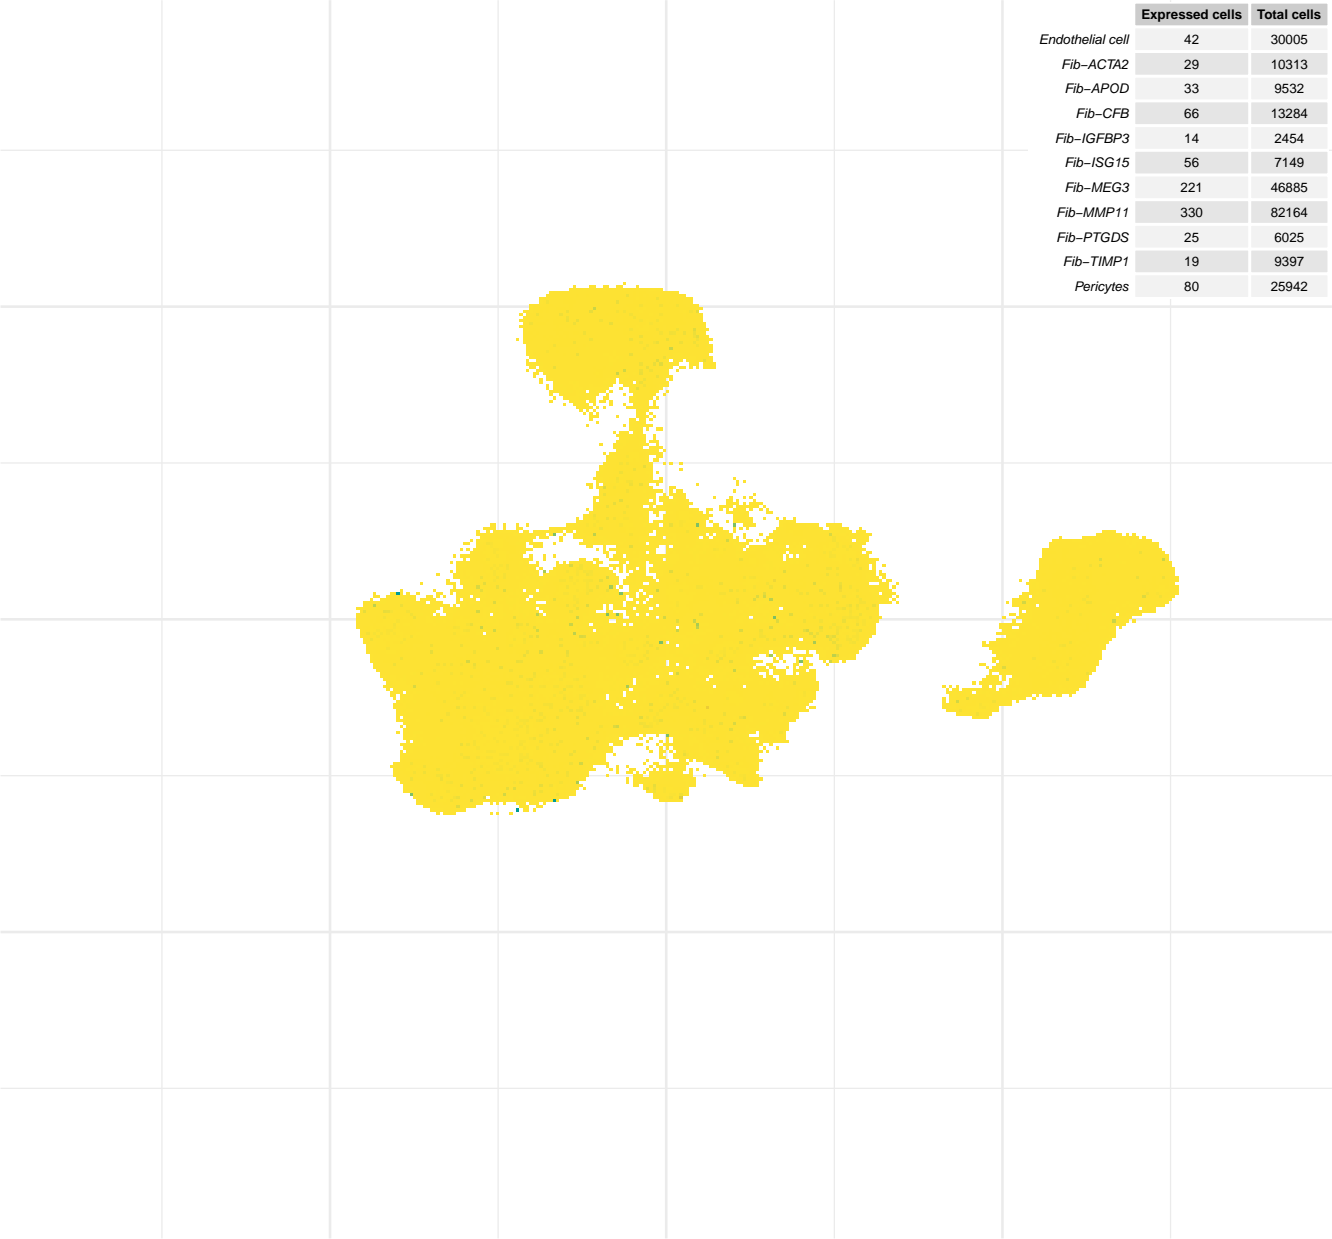 Expressed cells Total cells
Endothelial cell 42 30005
Fib−ACTA2 29 10313
Fib−APOD 33 9532
Fib−CFB 66 13284
Fib−IGFBP3 14 2454
Fib−ISG15 56 7149
Fib−MEG3 221 46885
Fib−MMP11 330 82164
Fib−PTGDS 25 6025
Fib−TIMP1 19 9397
Pericytes 80 25942